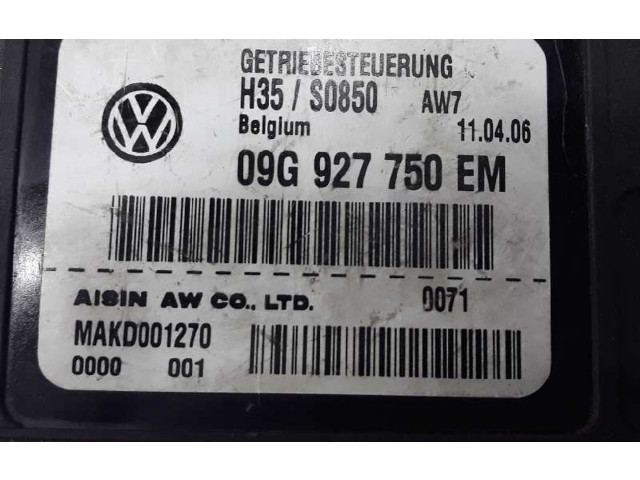 GETRIEBESTEUERUNG
H35 / S0850 AW7
Belgium 11.04.06
09G 927 750 EM
AISIN AW CO., LTD. 0071
MAKD001270
0000 001